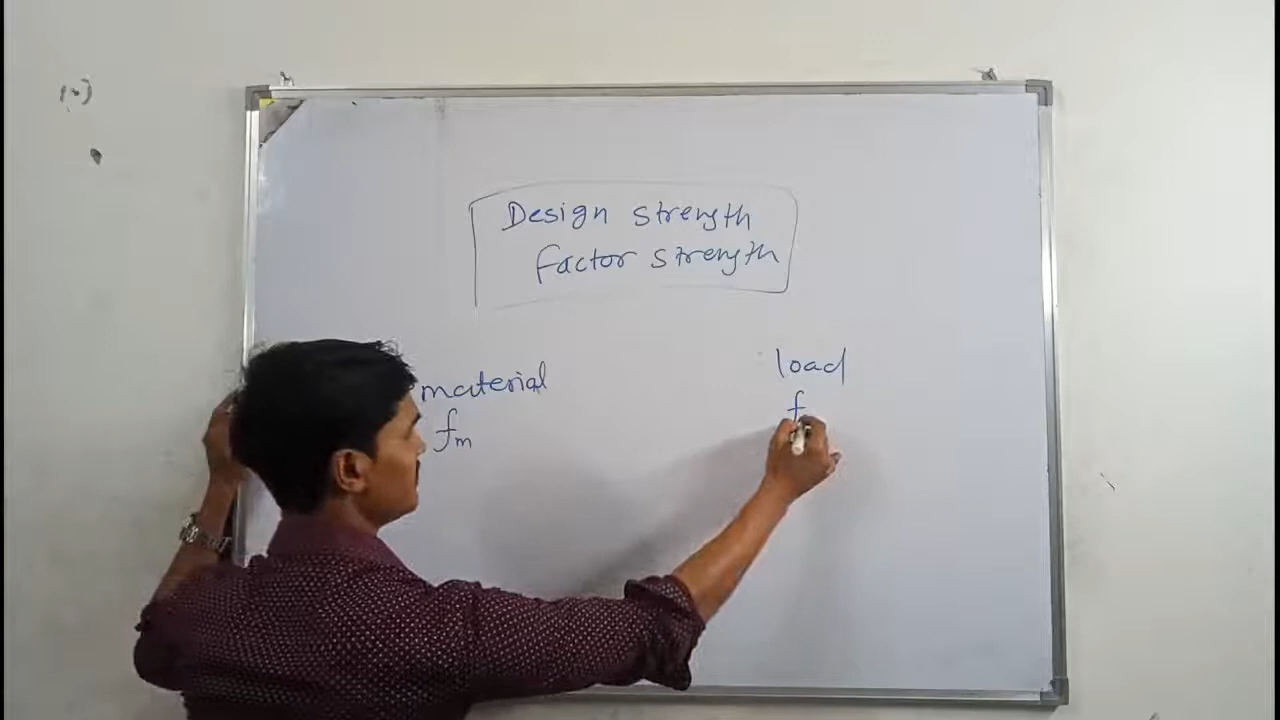 Design strength
factor strength
material
load
fm
f